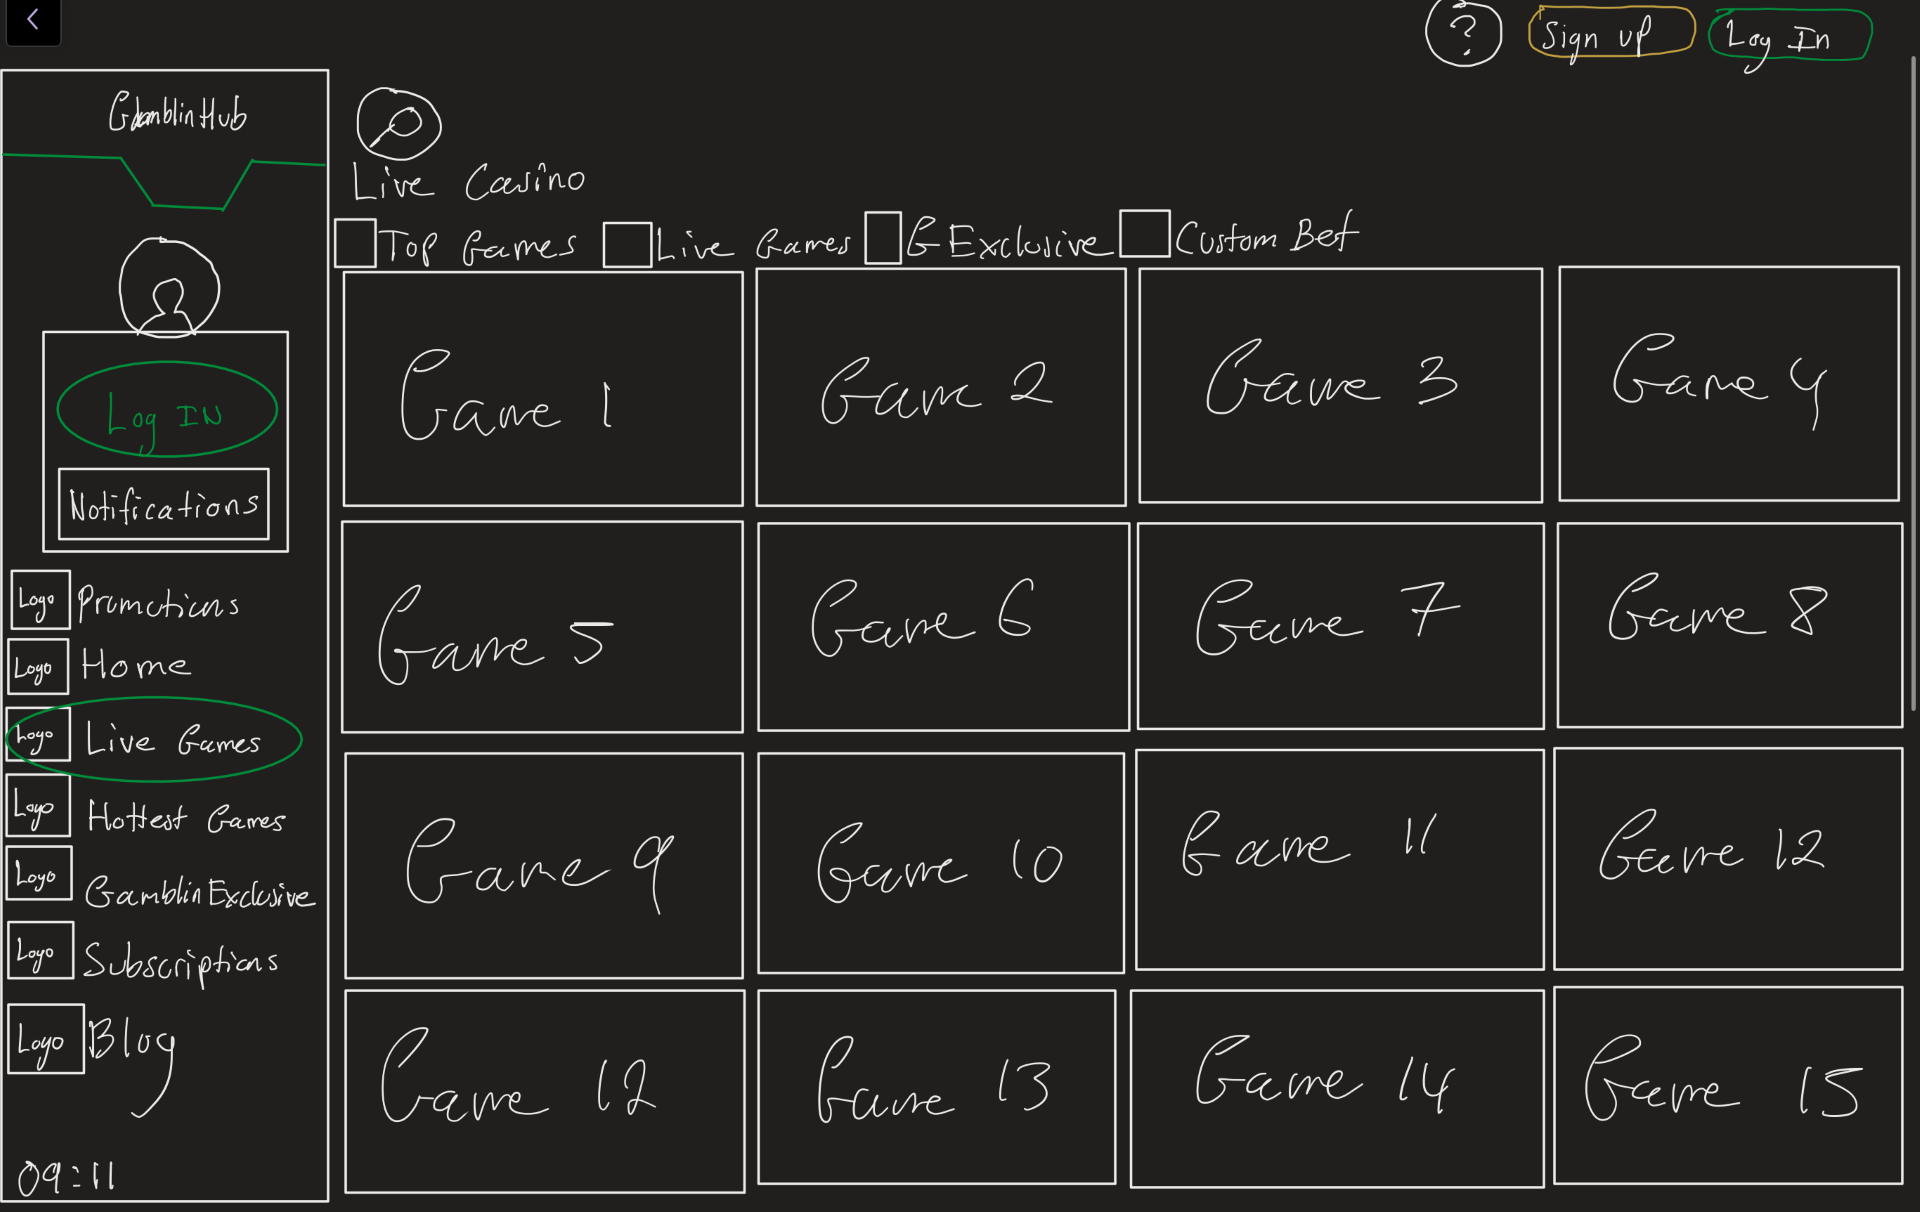 ?
Sign up
Log In
GamblinHub
Live Casino
Top Games
Live Games
G Exclusive
Custom Bet
Log IN
Notifications
Logo Promotions
Logo Home
Logo Live Games
Logo Hottest Games
Logo GamblinExclusive
Logo Subscriptions
Logo Blog
09:11
Game 1
Game 2
Game 3
Game 4
Game 5
Game 6
Game 7
Game 8
Game 9
Game 10
Game 11
Game 12
Game 12
Game 13
Game 14
Game 15